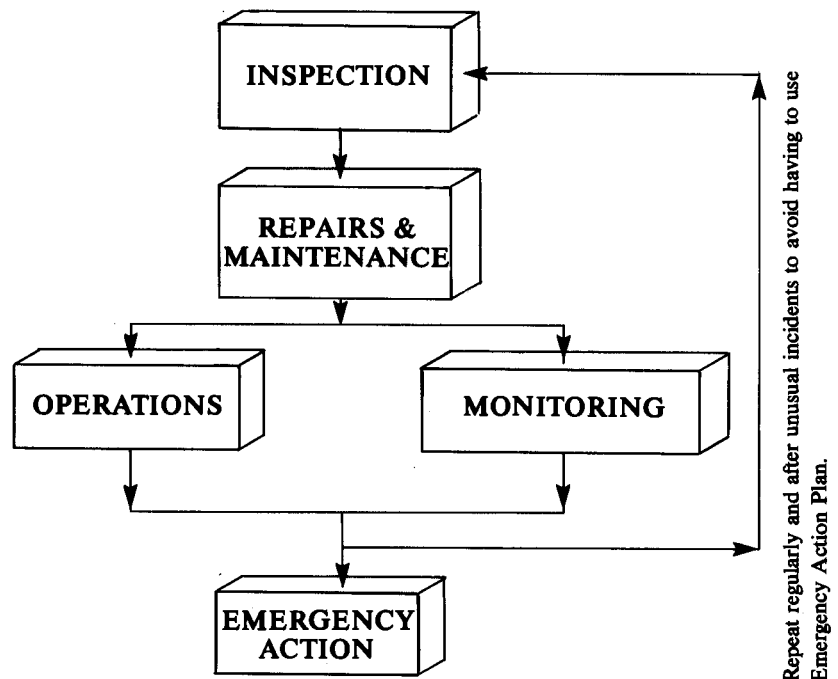 INSPECTION
REPAIRS &
MAINTENANCE
OPERATIONS
MONITORING
EMERGENCY
ACTION
Repeat regularly and after unusual incidents to avoid having to use
Emergency Action Plan.